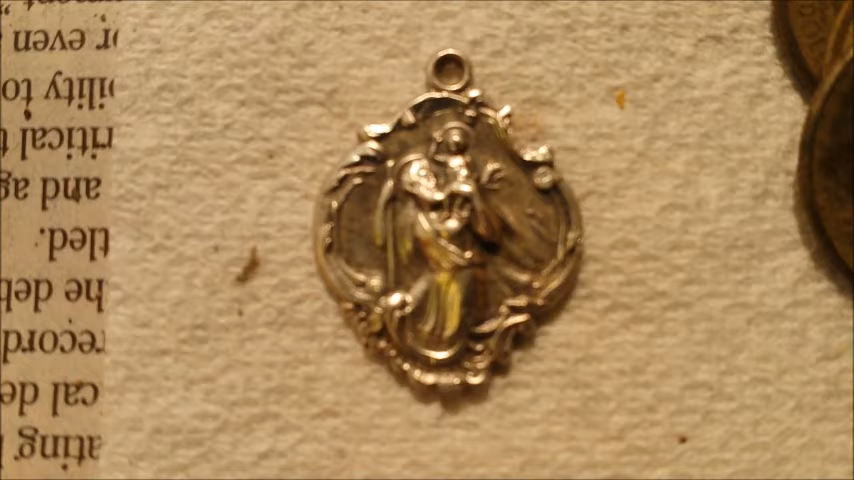 ating
cal de
record
he deb
tled.
and ag
ritical t
ility to
r even